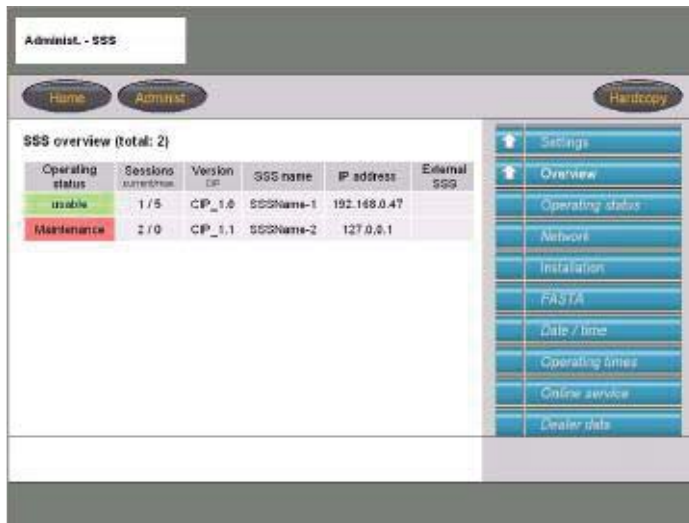 Administ. - SSS
Home
Administ
Hardcopy
SSS overview (total: 2)
Operating status
Sessions current/max
Version CIP
SSS name
IP address
External SSS
usable 1 / 5 CIP_1.0 SSSName-1 192.168.0.47
Maintenance 2 / 0 CIP_1.1 SSSName-2 127.0.0.1
Settings
Overview
Operating status
Network
Installation
FASTA
Date / time
Operating times
Online service
Dealer data